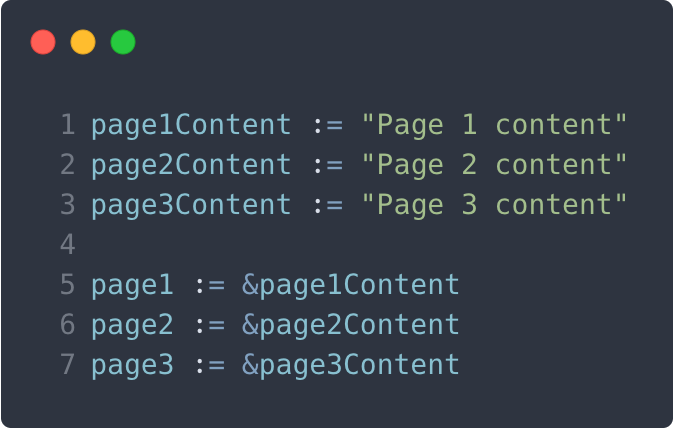 1 page1Content := "Page 1 content"
2 page2Content := "Page 2 content"
3 page3Content := "Page 3 content"
4
5 page1 := &page1Content
6 page2 := &page2Content
7 page3 := &page3Content